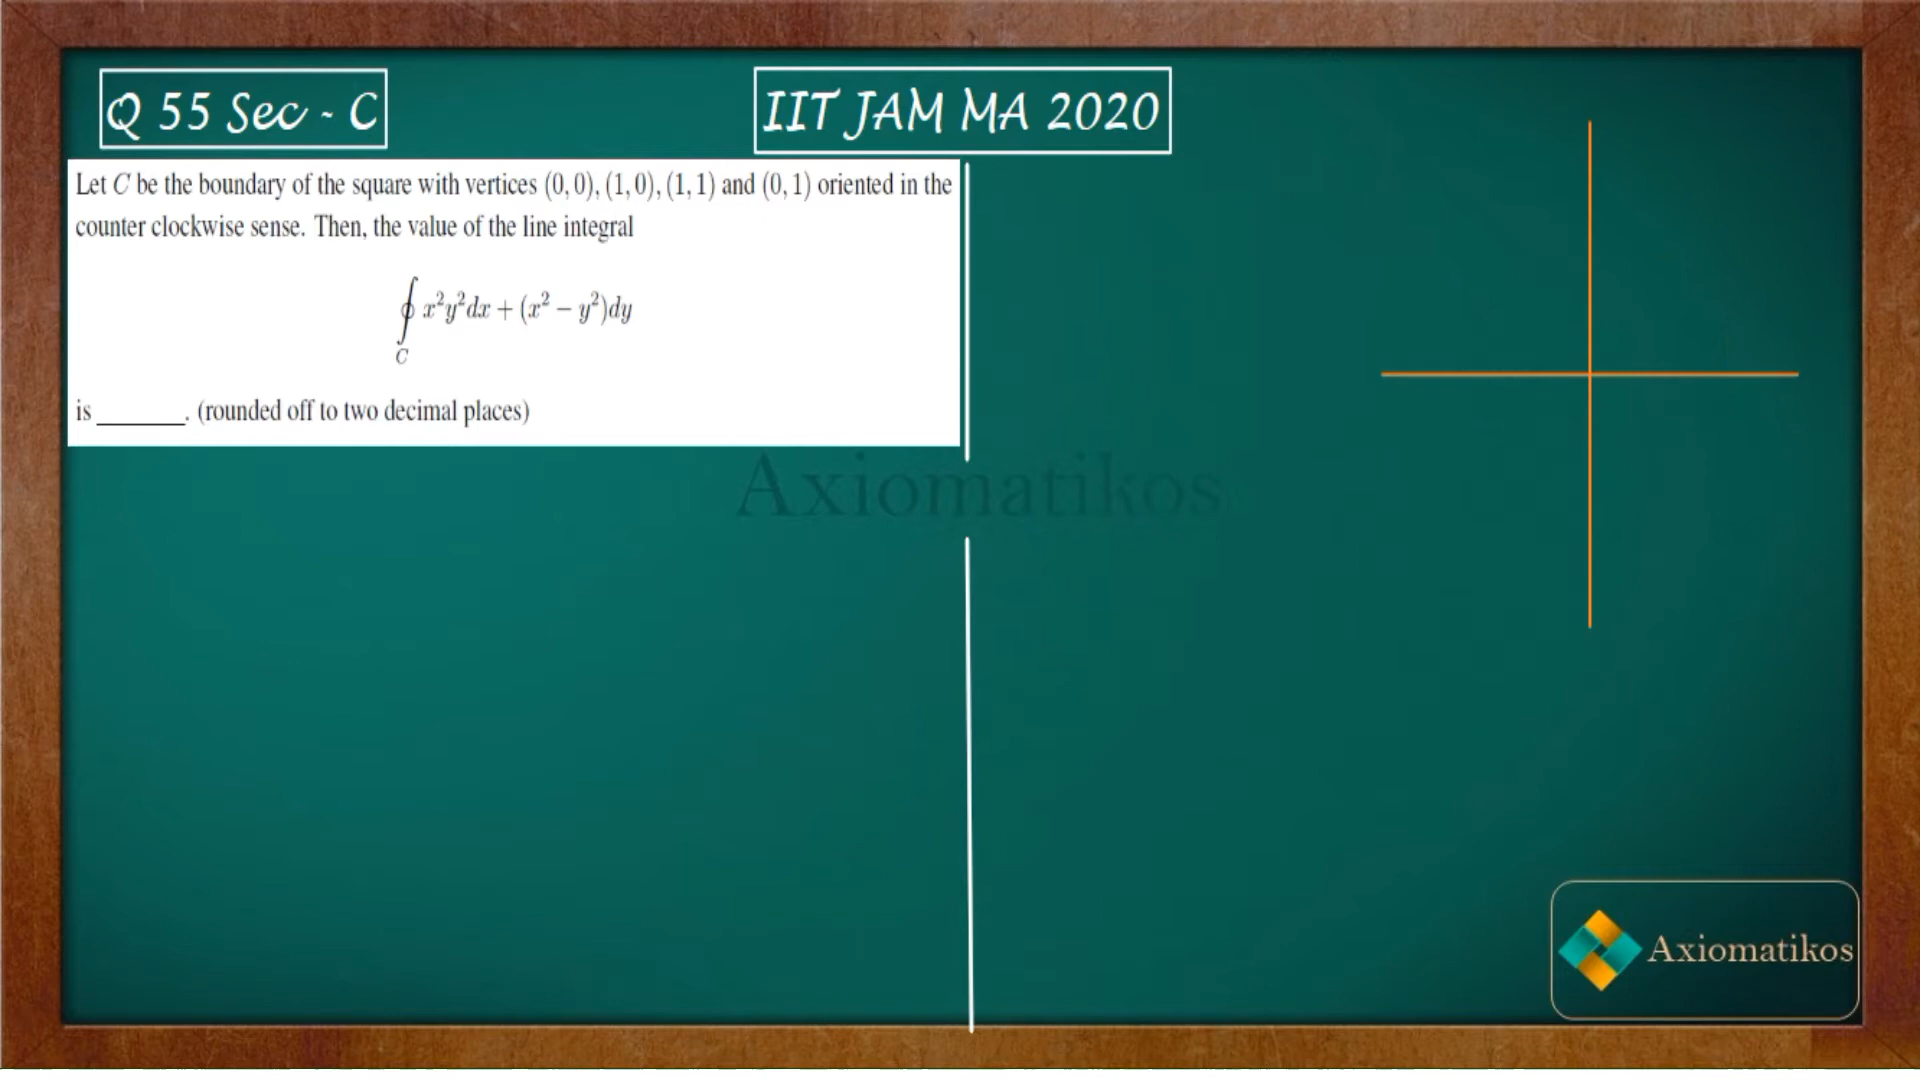 Q 55 Sec - C
IIT JAM MA 2020
Let C be the boundary of the square with vertices (0, 0), (1, 0), (1, 1) and (0, 1) oriented in the
counter clockwise sense. Then, the value of the line integral
∮_C x²y²dx + (x² − y²)dy
is _______. (rounded off to two decimal places)
Axiomatikos
Axiomatikos